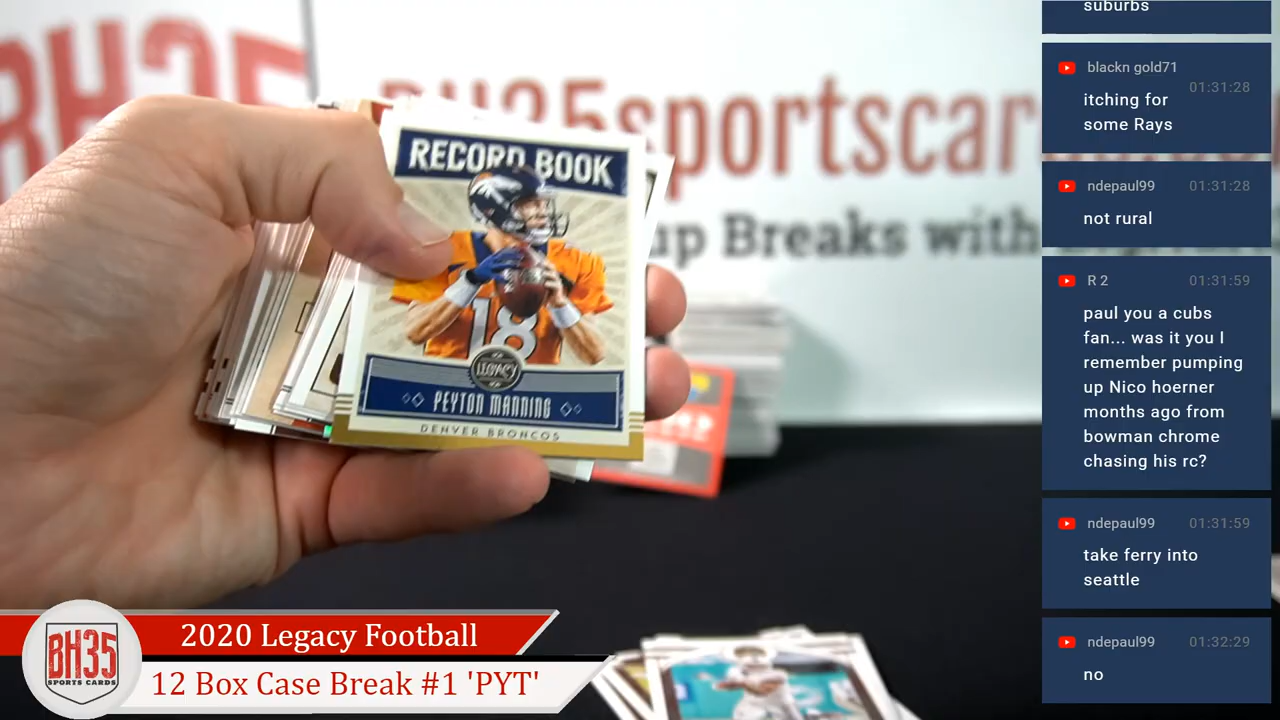 BH35
BH35sportscar
up Breaks with
RECORD BOOK
18
LEGACY
PEYTON MANNING
DENVER BRONCOS
suburbs
blackn gold71
01:31:28
itching for
some Rays
ndepaul99 01:31:28
not rural
R 2 01:31:59
paul you a cubs
fan... was it you I
remember pumping
up Nico hoerner
months ago from
bowman chrome
chasing his rc?
ndepaul99 01:31:59
take ferry into
seattle
ndepaul99 01:32:29
no
BH35
SPORTS CARDS
2020 Legacy Football
12 Box Case Break #1 'PYT'